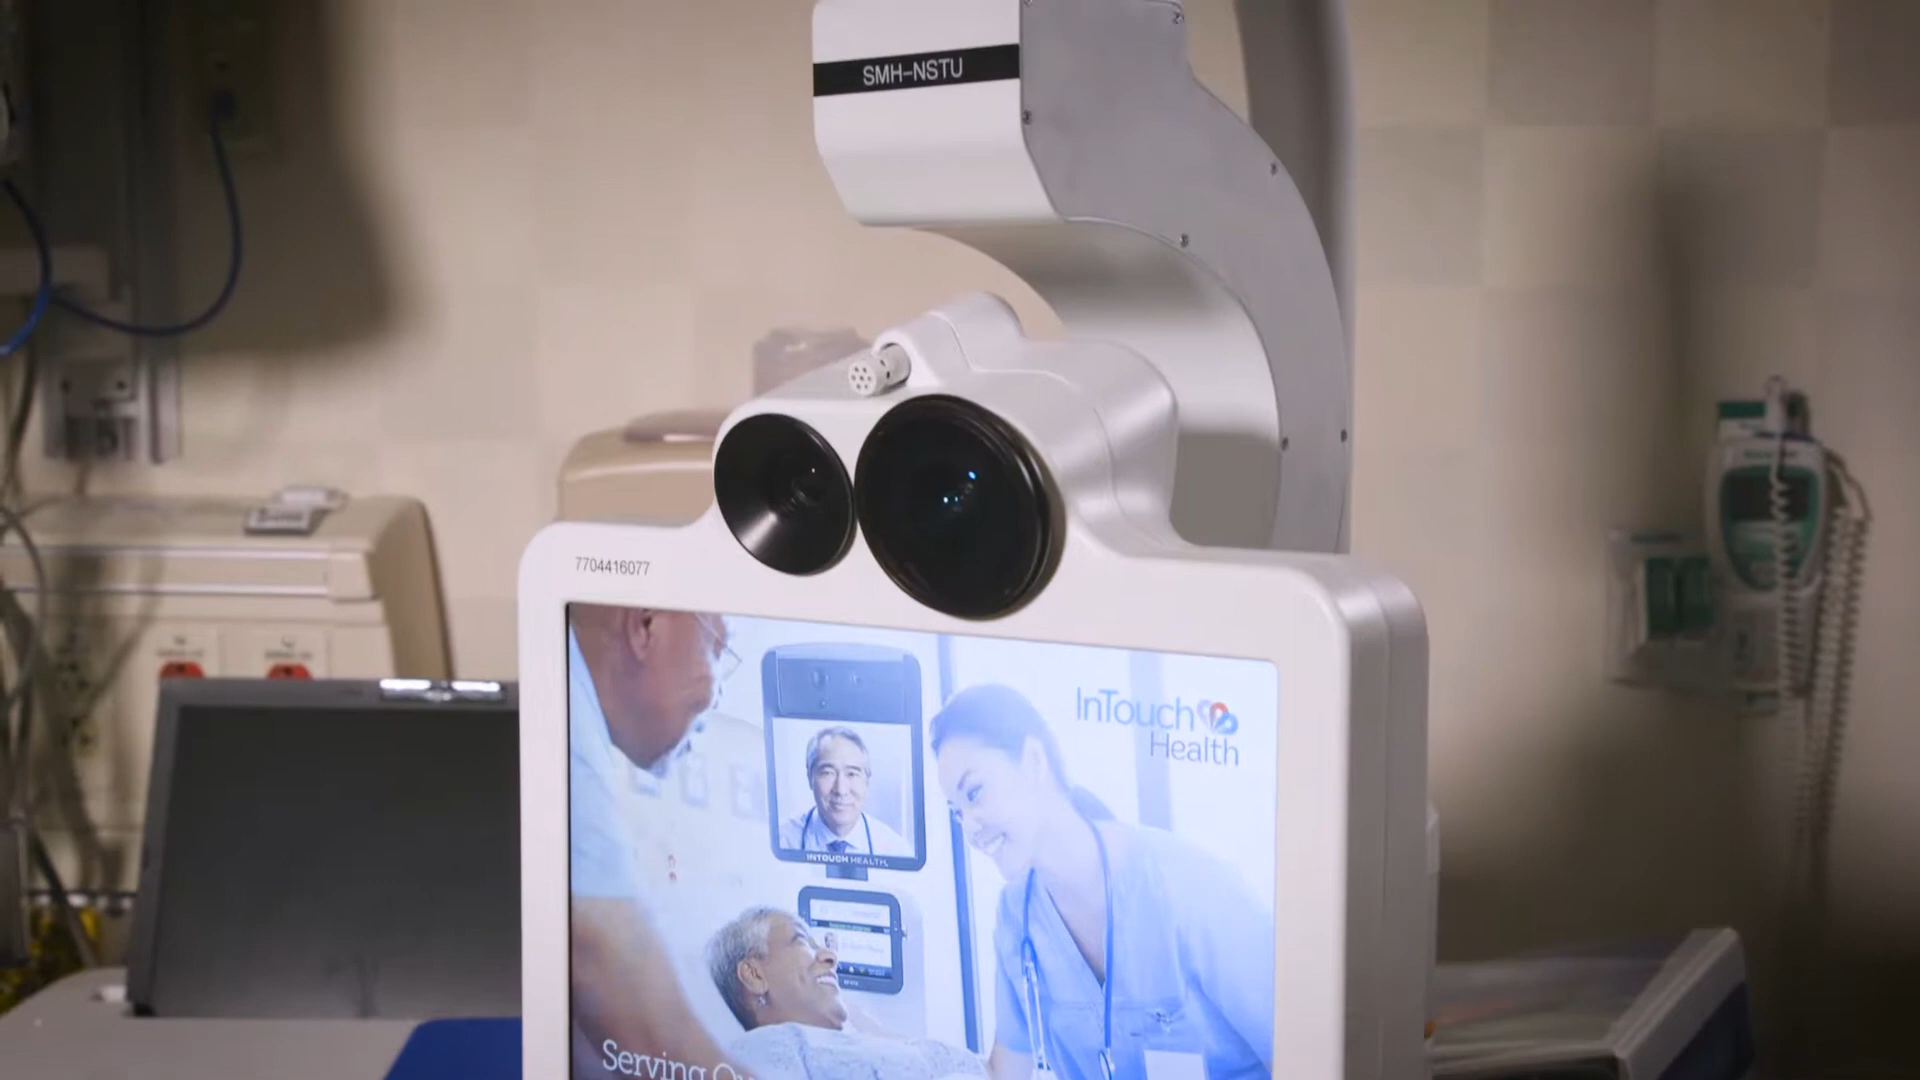 SMH-NSTU
7704416077
InTouch
Health
INTOUCH HEALTH.
Serving